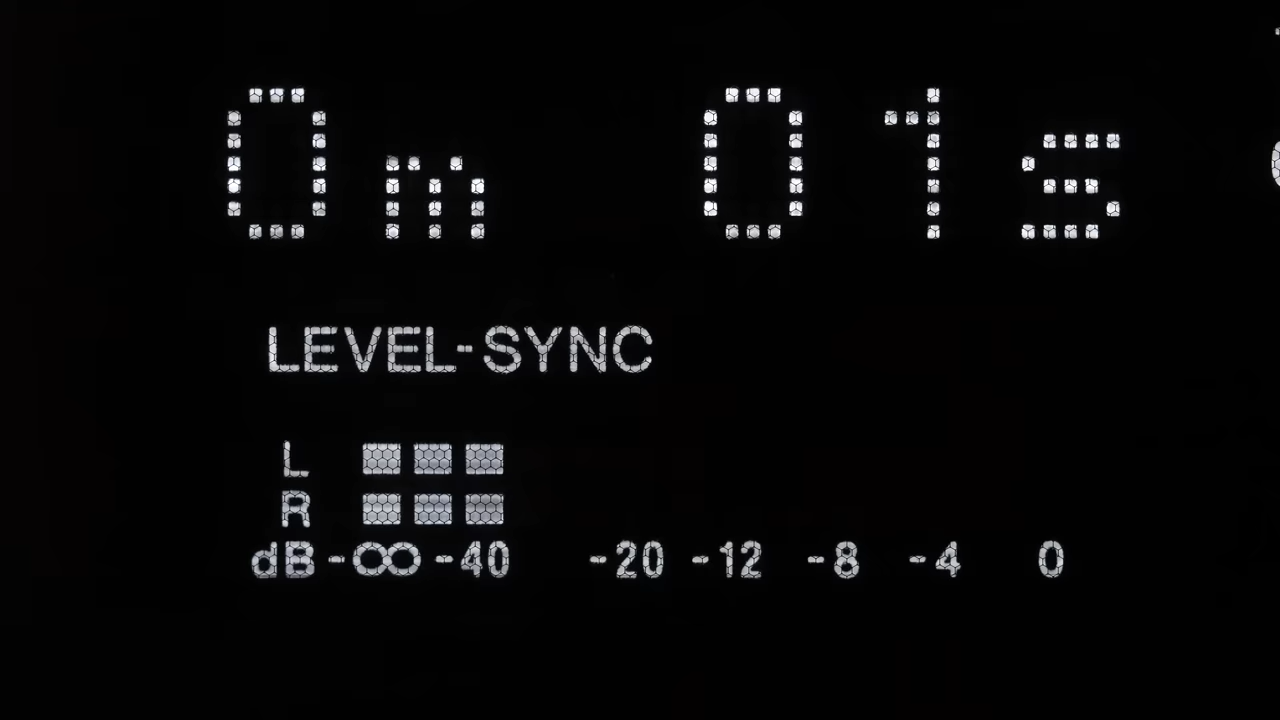 0m 01s
LEVEL-SYNC
L
R
dB -∞ -40 -20 -12 -8 -4 0